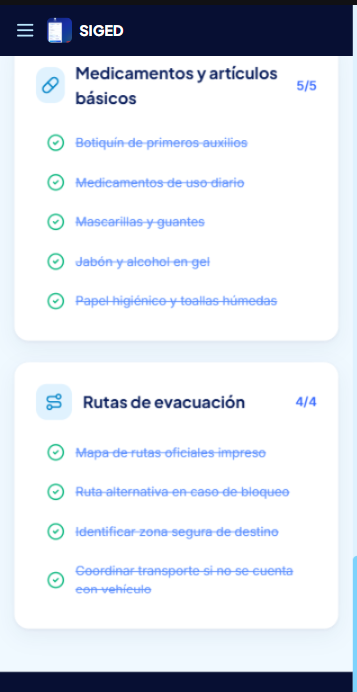 SIGED
Medicamentos y artículos
básicos
5/5
Botiquín de primeros auxilios
Medicamentos de uso diario
Mascarillas y guantes
Jabón y alcohol en gel
Papel higiénico y toallas húmedas
Rutas de evacuación
4/4
Mapa de rutas oficiales impreso
Ruta alternativa en caso de bloqueo
Identificar zona segura de destino
Coordinar transporte si no se cuenta
con vehículo